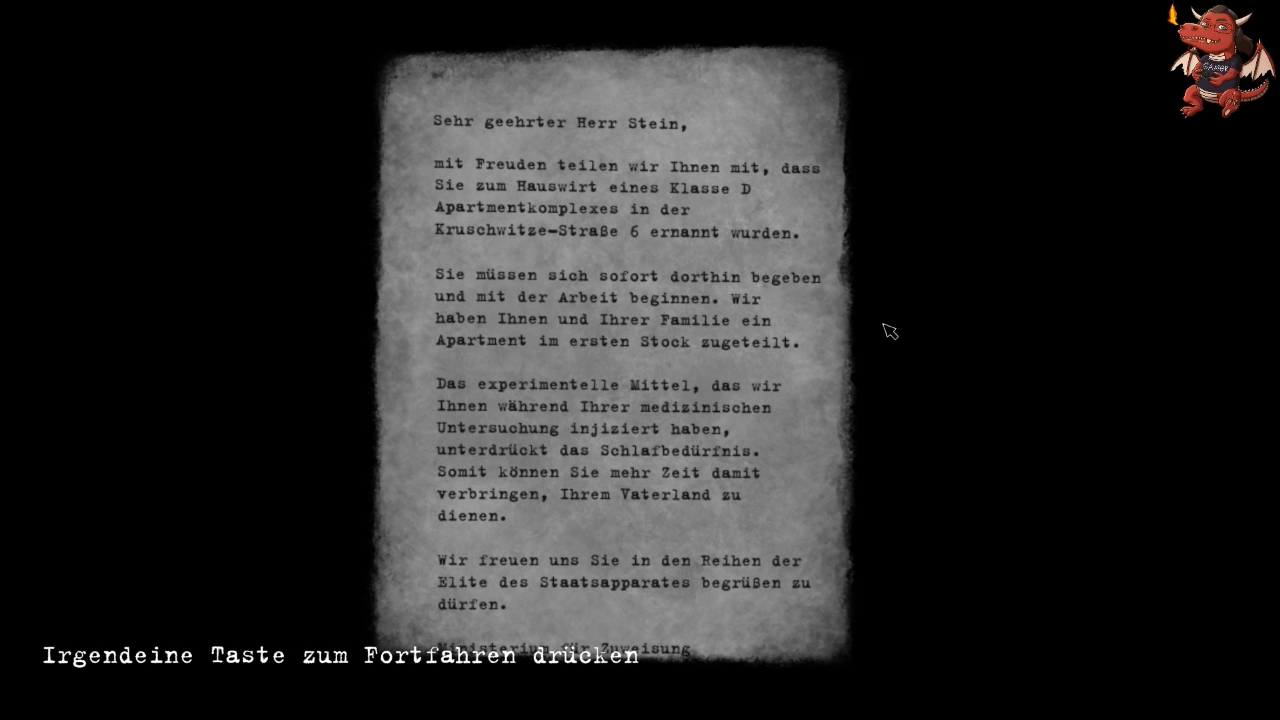 Sehr geehrter Herr Stein,
mit Freuden teilen wir Ihnen mit, dass
Sie zum Hauswirt eines Klasse D
Apartmentkomplexes in der
Kruschwitze-Straße 6 ernannt wurden.
Sie müssen sich sofort dorthin begeben
und mit der Arbeit beginnen. Wir
haben Ihnen und Ihrer Familie ein
Apartment im ersten Stock zugeteilt.
Das experimentelle Mittel, das wir
Ihnen während Ihrer medizinischen
Untersuchung injiziert haben,
unterdrückt das Schlafbedürfnis.
Somit können Sie mehr Zeit damit
verbringen, Ihrem Vaterland zu
dienen.
Wir freuen uns Sie in den Reihen der
Elite des Staatsapparates begrüßen zu
dürfen.
Ministerium für Zuweisung
Irgendeine Taste zum Fortfahren drücken
GAMER